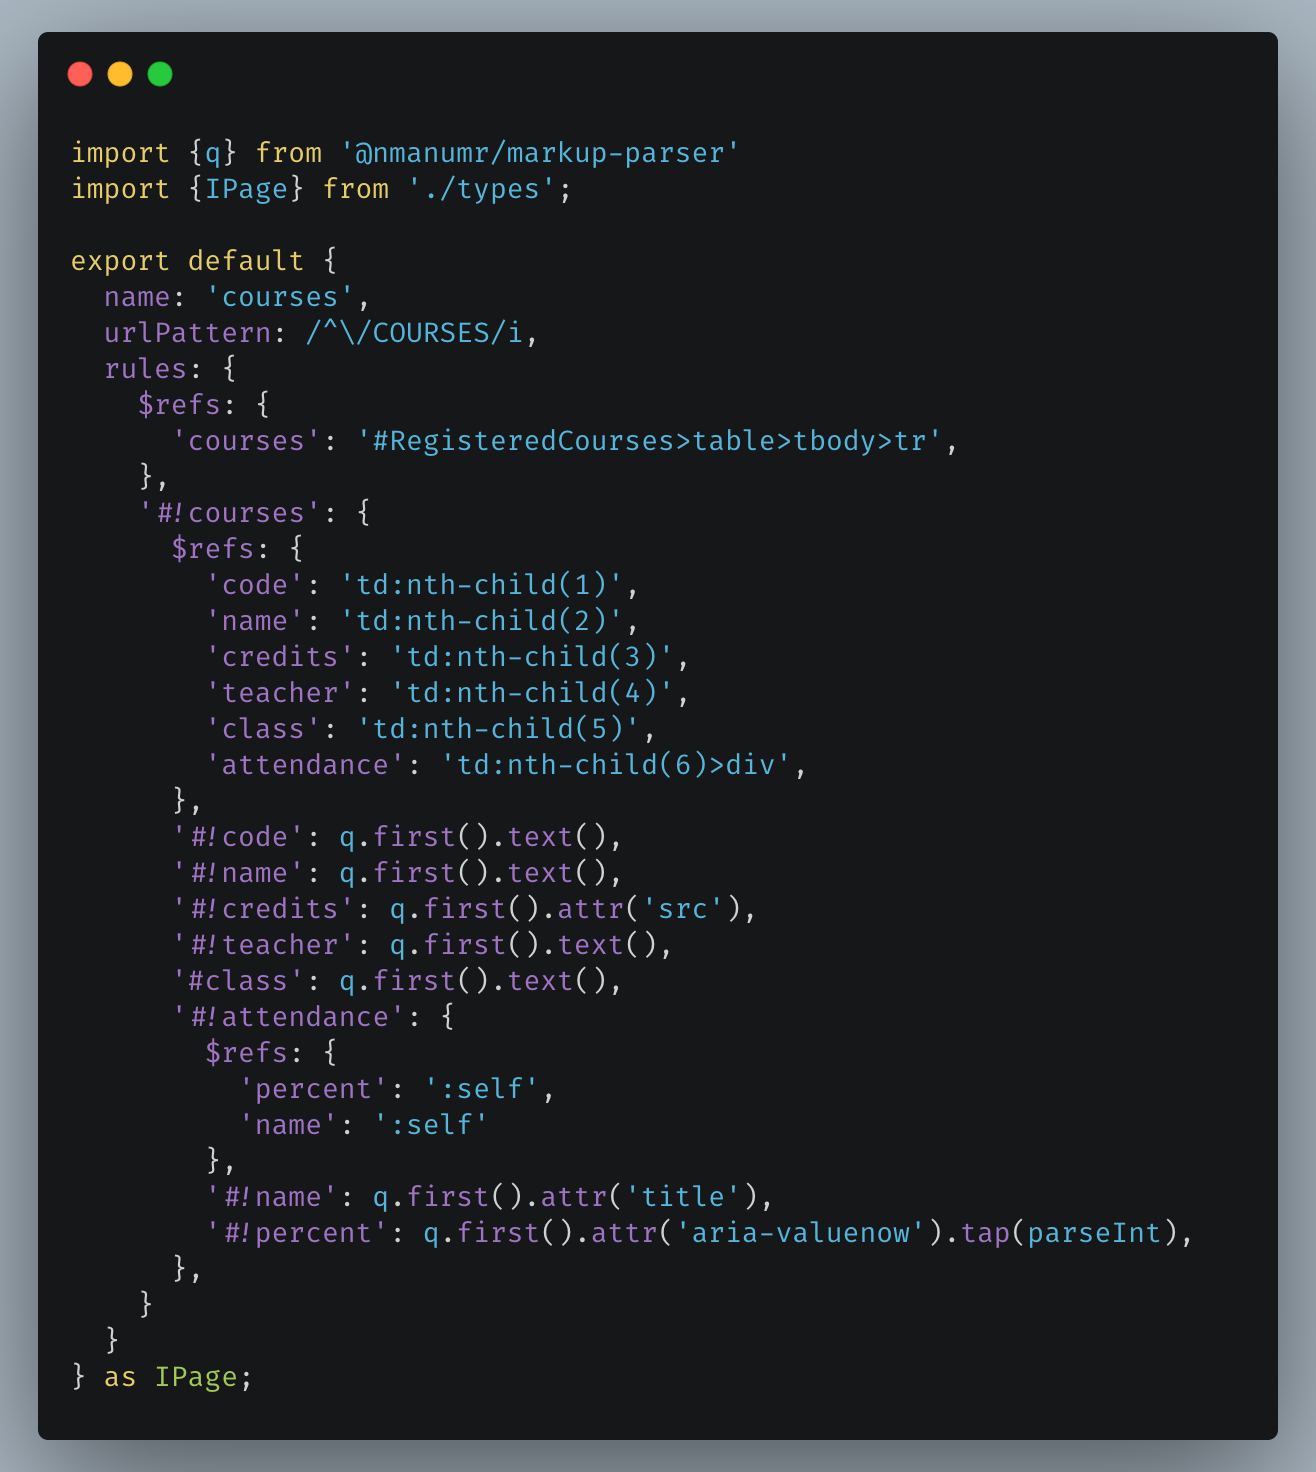 import {q} from '@nmanumr/markup-parser'
import {IPage} from './types';

export default {
  name: 'courses',
  urlPattern: /^\/COURSES/i,
  rules: {
    $refs: {
      'courses': '#RegisteredCourses>table>tbody>tr',
    },
    '#!courses': {
      $refs: {
        'code': 'td:nth-child(1)',
        'name': 'td:nth-child(2)',
        'credits': 'td:nth-child(3)',
        'teacher': 'td:nth-child(4)',
        'class': 'td:nth-child(5)',
        'attendance': 'td:nth-child(6)>div',
      },
      '#!code': q.first().text(),
      '#!name': q.first().text(),
      '#!credits': q.first().attr('src'),
      '#!teacher': q.first().text(),
      '#class': q.first().text(),
      '#!attendance': {
        $refs: {
          'percent': ':self',
          'name': ':self'
        },
        '#!name': q.first().attr('title'),
        '#!percent': q.first().attr('aria-valuenow').tap(parseInt),
      },
    }
  }
} as IPage;